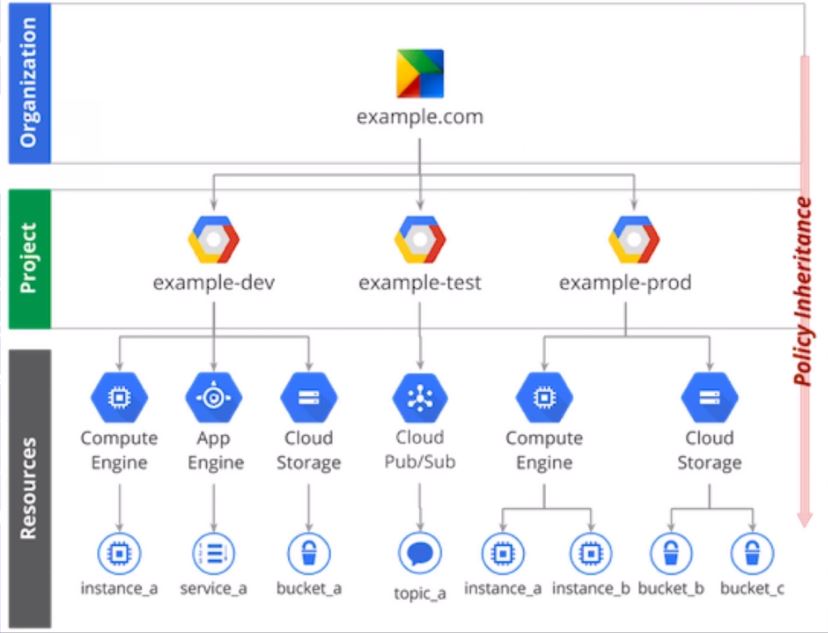 Organization
example.com
Project
example-dev
example-test
example-prod
Policy Inheritance
Resources
Compute
Engine
App
Engine
Cloud
Storage
Cloud
Pub/Sub
Compute
Engine
Cloud
Storage
instance_a
service_a
bucket_a
topic_a
instance_a
instance_b
bucket_b
bucket_c